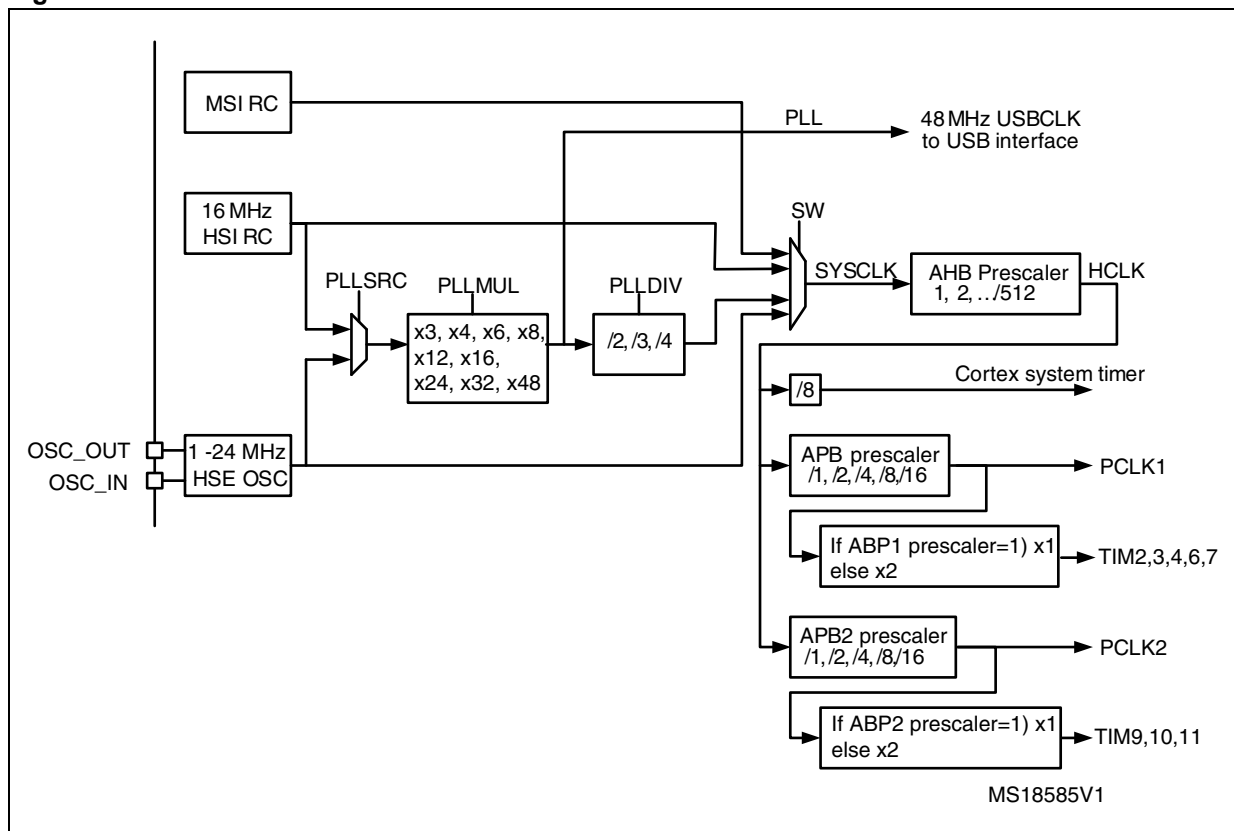 MSI RC
PLL
48 MHz USBCLK
to USB interface
16 MHz
HSI RC
SW
PLLSRC
PLLMUL
PLLDIV
SYSCLK
AHB Prescaler
1, 2, …/512
HCLK
x3, x4, x6, x8,
x12, x16,
x24, x32, x48
/2, /3, /4
/8
Cortex system timer
OSC_OUT
OSC_IN
1 -24 MHz
HSE OSC
APB prescaler
/1, /2, /4, /8,/16
PCLK1
If ABP1 prescaler=1) x1
else x2
TIM2,3,4,6,7
APB2 prescaler
/1, /2, /4, /8,/16
PCLK2
If ABP2 prescaler=1) x1
else x2
TIM9,10,11
MS18585V1